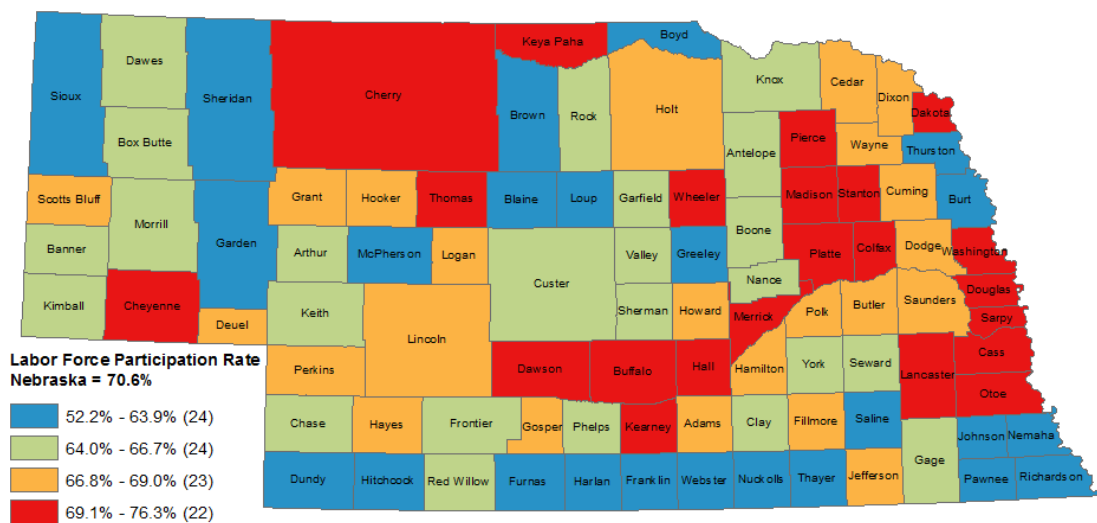 Boyd
Keya Paha
Dawes
Knox
Cedar
Dixon
Sioux
Sheridan
Cherry
Holt
Dakota
Brown
Rock
Pierce
Box Butte
Wayne
Thurston
Antelope
Scotts Bluff
Grant
Hooker
Thomas
Blaine
Loup
Garfield
Wheeler
Madison
Stanton
Cuming
Burt
Morrill
Banner
Garden
Arthur
McPherson
Logan
Valley
Greeley
Boone
Platte
Colfax
Dodge
Washington
Custer
Nance
Kimball
Cheyenne
Keith
Sherman
Howard
Merrick
Polk
Butler
Saunders
Douglas
Sarpy
Deuel
Lincoln
Cass
Perkins
Dawson
Buffalo
Hall
Hamilton
York
Seward
Lancaster
Otoe
Chase
Hayes
Frontier
Gosper
Phelps
Kearney
Adams
Clay
Fillmore
Saline
Johnson
Nemaha
Gage
Dundy
Hitchcock
Red Willow
Furnas
Harlan
Franklin
Webster
Nuckolls
Thayer
Jefferson
Pawnee
Richardson
Labor Force Participation Rate
Nebraska = 70.6%
52.2% - 63.9% (24)
64.0% - 66.7% (24)
66.8% - 69.0% (23)
69.1% - 76.3% (22)